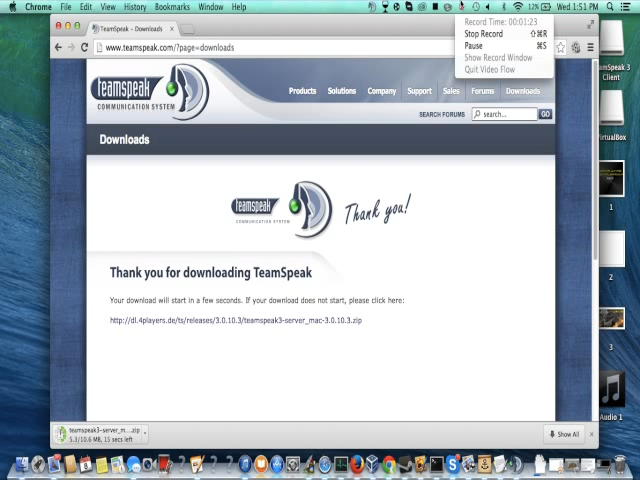 Chrome File Edit View History Bookmarks Window Help 12% Wed 1:51 PM
Record Time: 00:01:23
Stop Record ⇧⌘R
Pause ⌘S
Show Record Window
Quit Video Flow
TeamSpeak - Downloads
www.teamspeak.com/?page=downloads
teamspeak
COMMUNICATION SYSTEM
Products Solutions Company Support Sales Forums Downloads
SEARCH FORUMS search... GO
Downloads
teamspeak
COMMUNICATION SYSTEM
Thank you!
Thank you for downloading TeamSpeak
Your download will start in a few seconds. If your download does not start, please click here:
http://dl.4players.de/ts/releases/3.0.10.3/teamspeak3-server_mac-3.0.10.3.zip
teamspeak3-server_m....zip
5.3/10.6 MB, 15 secs left
Show All
TeamSpeak 3
Client
VirtualBox
1
2
3
Audio 1